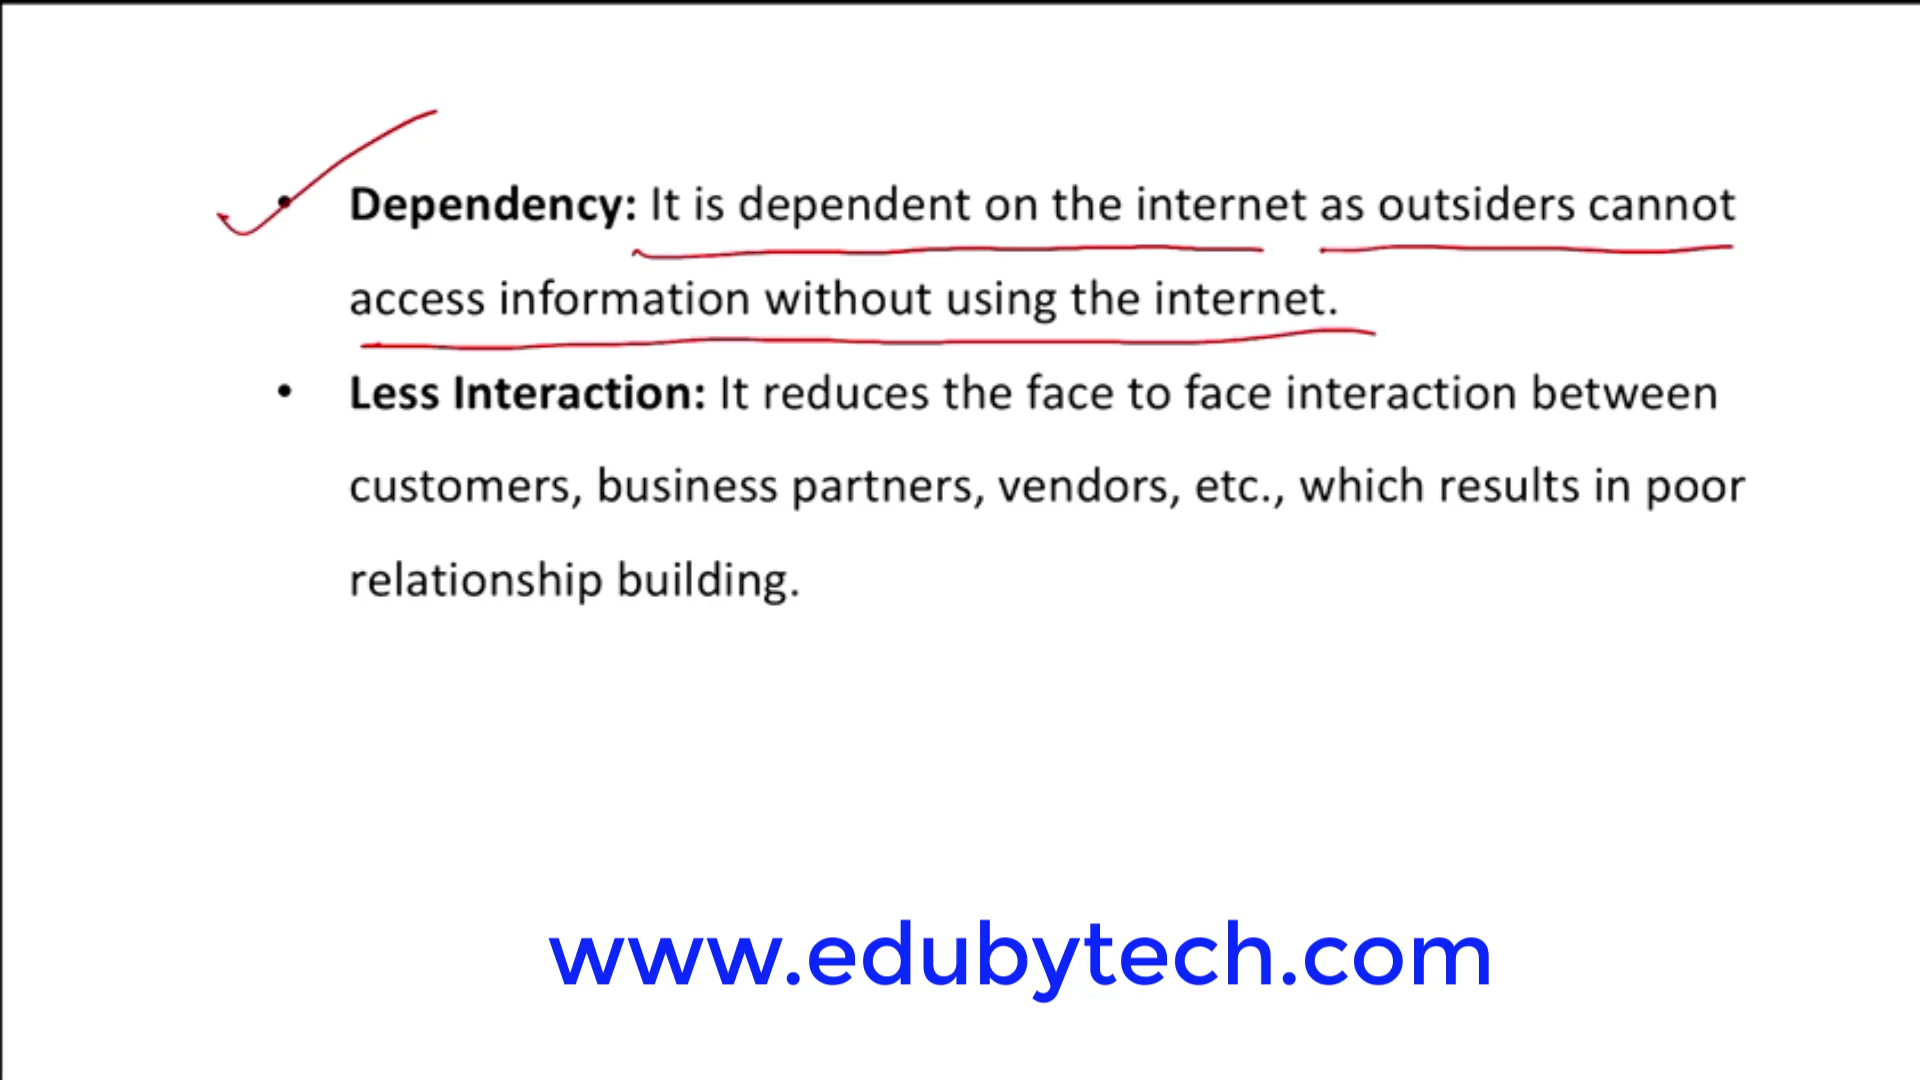 • Dependency: It is dependent on the internet as outsiders cannot
access information without using the internet.
• Less Interaction: It reduces the face to face interaction between
customers, business partners, vendors, etc., which results in poor
relationship building.
www.edubytech.com